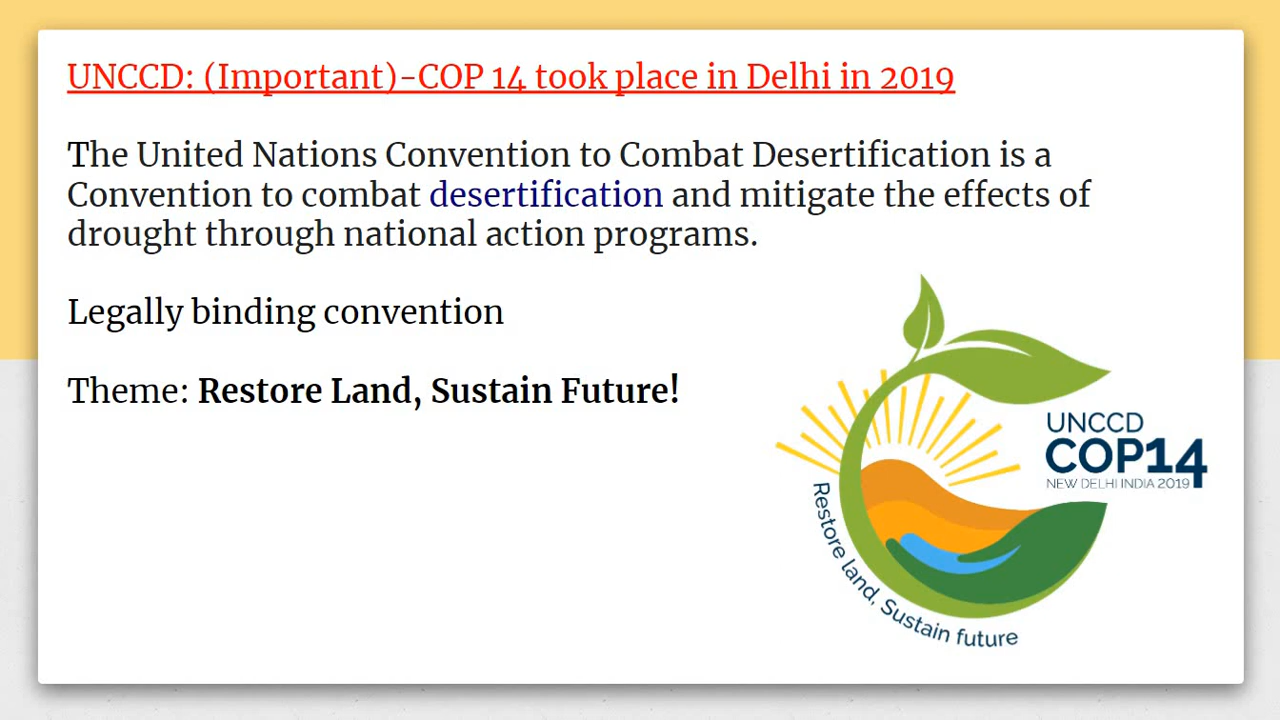 UNCCD: (Important)-COP 14 took place in Delhi in 2019
The United Nations Convention to Combat Desertification is a
Convention to combat desertification and mitigate the effects of
drought through national action programs.
Legally binding convention
Theme: Restore Land, Sustain Future!
UNCCD
COP14
NEW DELHI INDIA 2019
Restore land, Sustain future